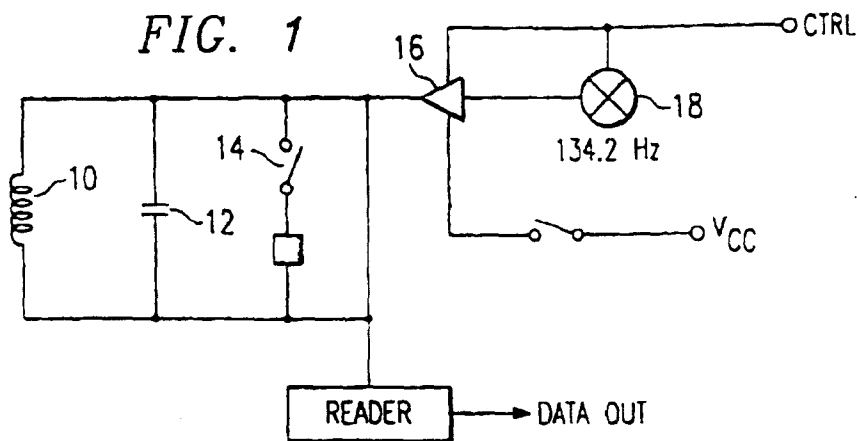 FIG. 1
CTRL
16
18
134.2 Hz
14
10
12
VCC
READER
DATA OUT